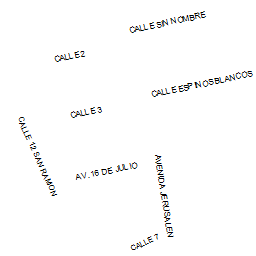 CALLE SIN NOMBRE
CALLE 2
CALLE ESPINOS BLANCOS
CALLE 3
CALLE 12 SAN RAMON
AV. 16 DE JULIO
AVENIDA JERUSALEN
CALLE 7